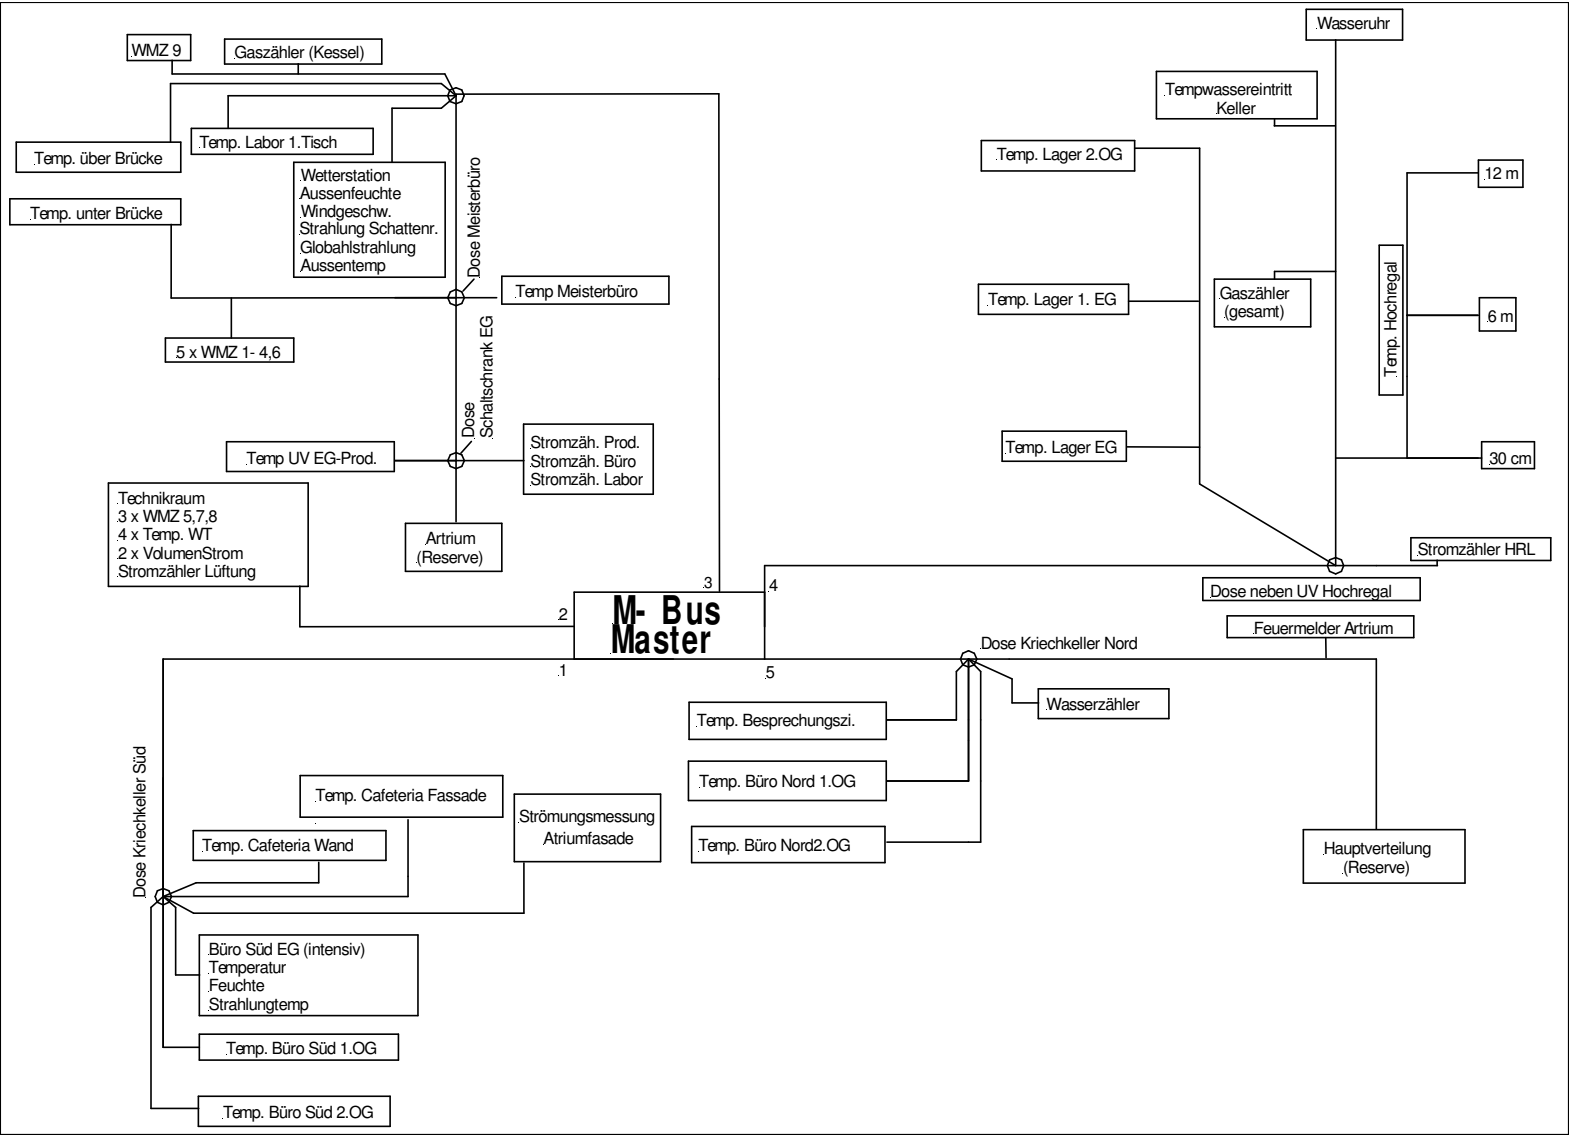 WMZ 9
Gaszähler (Kessel)
Wasseruhr
Tempwassereintritt
Keller
Temp. über Brücke
Temp. Labor 1.Tisch
Temp. Lager 2.OG
12 m
Wetterstation
Aussenfeuchte
Windgeschw.
Strahlung Schattenr.
Globahlstrahlung
Aussentemp
Temp. unter Brücke
Dose Meisterbüro
Temp Meisterbüro
Temp. Lager 1. EG
Gaszähler
(gesamt)
Temp. Hochregal
6 m
5 x WMZ 1- 4,6
Dose
Schaltschrank EG
Temp UV EG-Prod.
Stromzäh. Prod.
Stromzäh. Büro
Stromzäh. Labor
Temp. Lager EG
30 cm
Technikraum
3 x WMZ 5,7,8
4 x Temp. WT
2 x VolumenStrom
Stromzähler Lüftung
Artrium
(Reserve)
Stromzähler HRL
Dose neben UV Hochregal
3
4
2
M- Bus
Master
1
5
Feuermelder Artrium
Dose Kriechkeller Nord
Wasserzähler
Temp. Besprechungszi.
Temp. Büro Nord 1.OG
Temp. Büro Nord2.OG
Hauptverteilung
(Reserve)
Dose Kriechkeller Süd
Temp. Cafeteria Fassade
Strömungsmessung
Atriumfasade
Temp. Cafeteria Wand
Büro Süd EG (intensiv)
Temperatur
Feuchte
Strahlungtemp
Temp. Büro Süd 1.OG
Temp. Büro Süd 2.OG